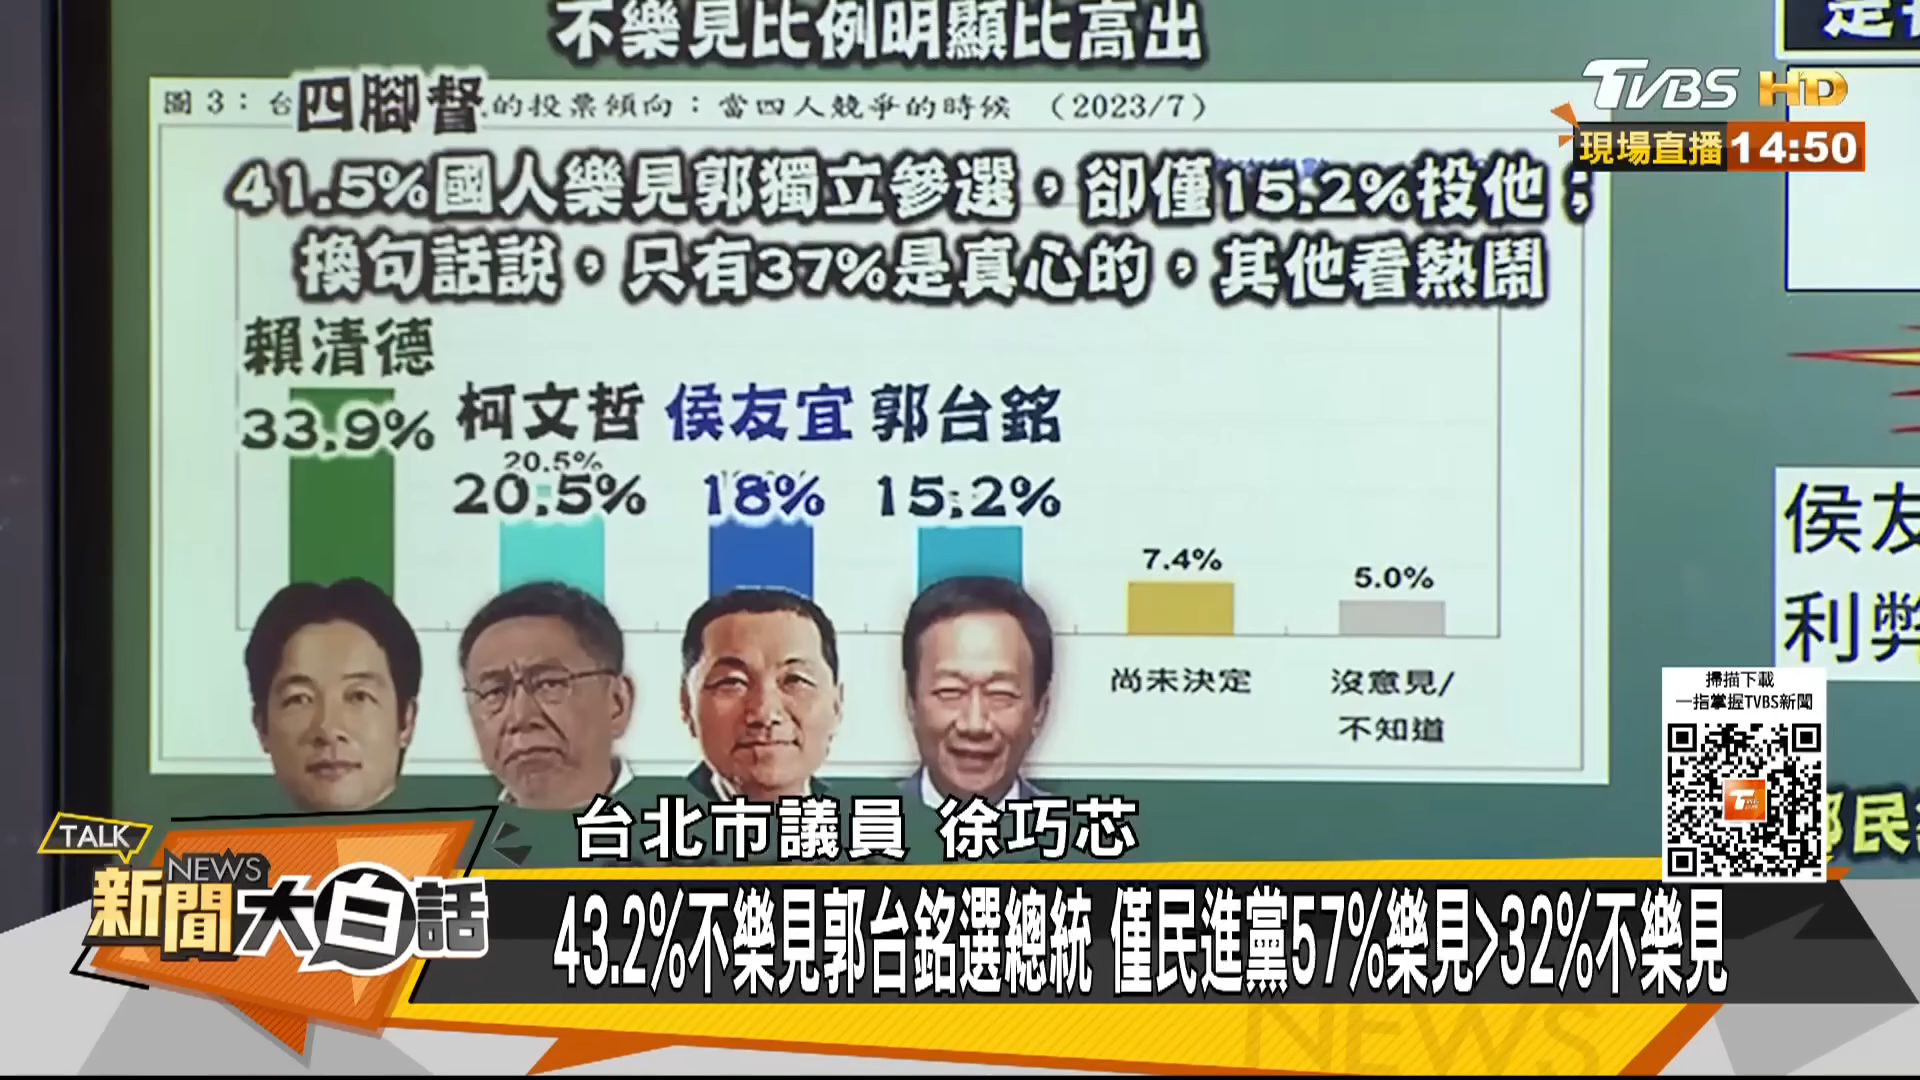 不樂見比例明顯比高出
圖 3：台 四腳督 的投票傾向：當四人競爭的時候 （2023/7）
41.5%國人樂見郭獨立參選，卻僅15.2%投他；
換句話說，只有37%是真心的，其他看熱鬧
賴清德
33.9%
柯文哲
20.5%
20.5%
侯友宜
18%
郭台銘
15.2%
7.4%
5.0%
尚未決定
沒意見/
不知道
TVBS HD
現場直播 14:50
侯友
利弊
掃描下載
一指掌握TVBS新聞
民
台北市議員 徐巧芯
TALK
NEWS
新聞大白話
43.2%不樂見郭台銘選總統 僅民進黨57%樂見>32%不樂見
NEWS